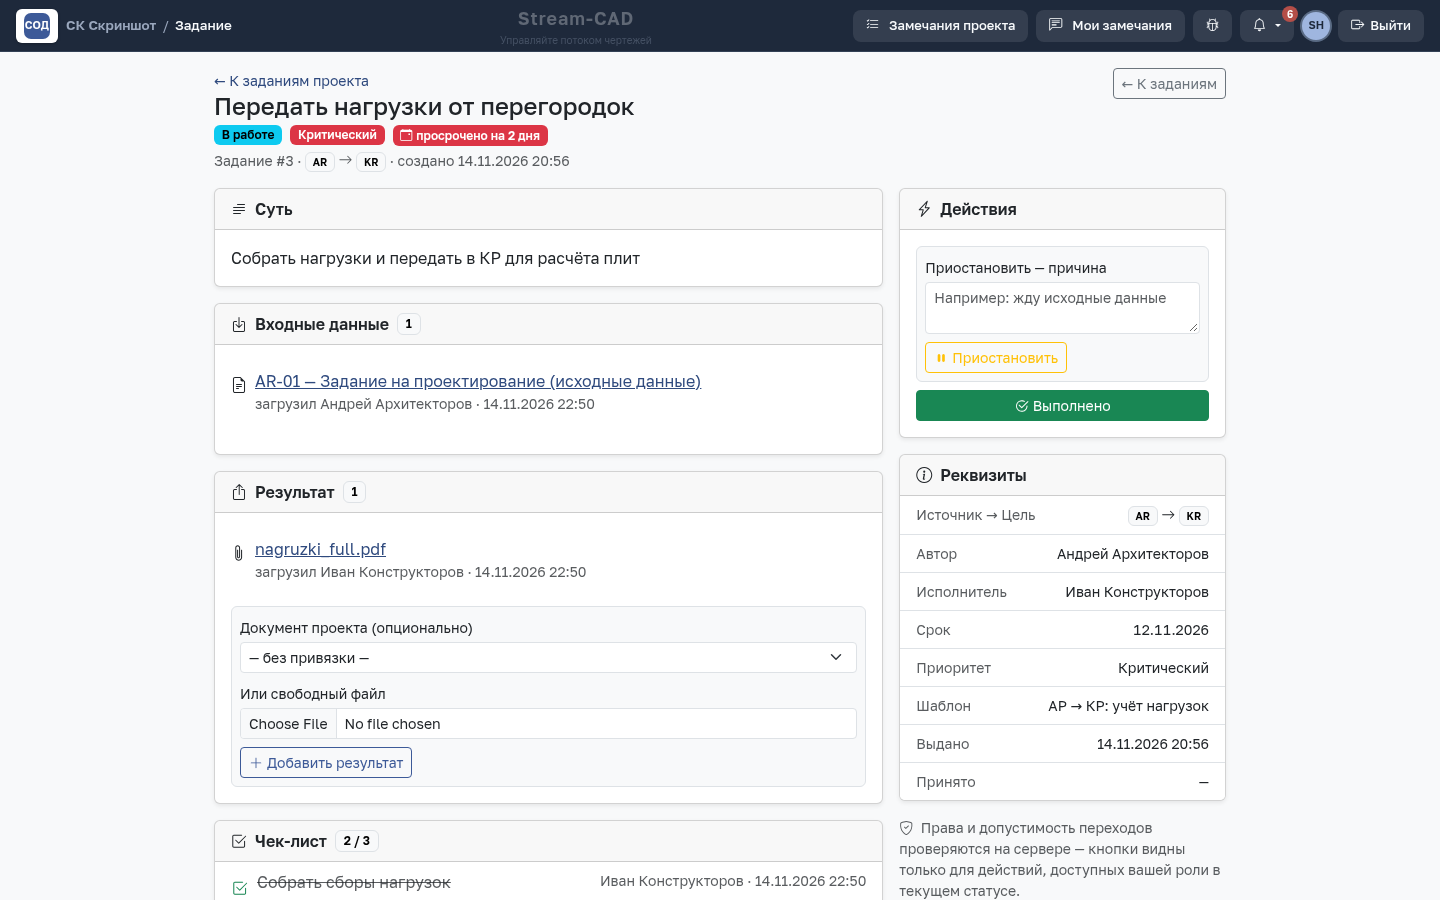 СОД СК Скриншот / Задание
Stream-CAD
Управляйте потоком чертежей
Замечания проекта
Мои замечания
6
SH
Выйти
← К заданиям проекта
← К заданиям
Передать нагрузки от перегородок
В работе Критический просрочено на 2 дня
Задание #3 · AR → KR · создано 14.11.2026 20:56
Суть
Собрать нагрузки и передать в КР для расчёта плит
Входные данные 1
AR-01 — Задание на проектирование (исходные данные)
загрузил Андрей Архитекторов · 14.11.2026 22:50
Результат 1
nagruzki_full.pdf
загрузил Иван Конструкторов · 14.11.2026 22:50
Документ проекта (опционально)
— без привязки —
Или свободный файл
Choose File No file chosen
+ Добавить результат
Чек-лист 2 / 3
Собрать сборы нагрузок Иван Конструкторов · 14.11.2026 22:50
Действия
Приостановить — причина
Например: жду исходные данные
Приостановить
Выполнено
Реквизиты
Источник → Цель AR → KR
Автор Андрей Архитекторов
Исполнитель Иван Конструкторов
Срок 12.11.2026
Приоритет Критический
Шаблон АР → КР: учёт нагрузок
Выдано 14.11.2026 20:56
Принято —
Права и допустимость переходов
проверяются на сервере — кнопки видны
только для действий, доступных вашей роли в
текущем статусе.